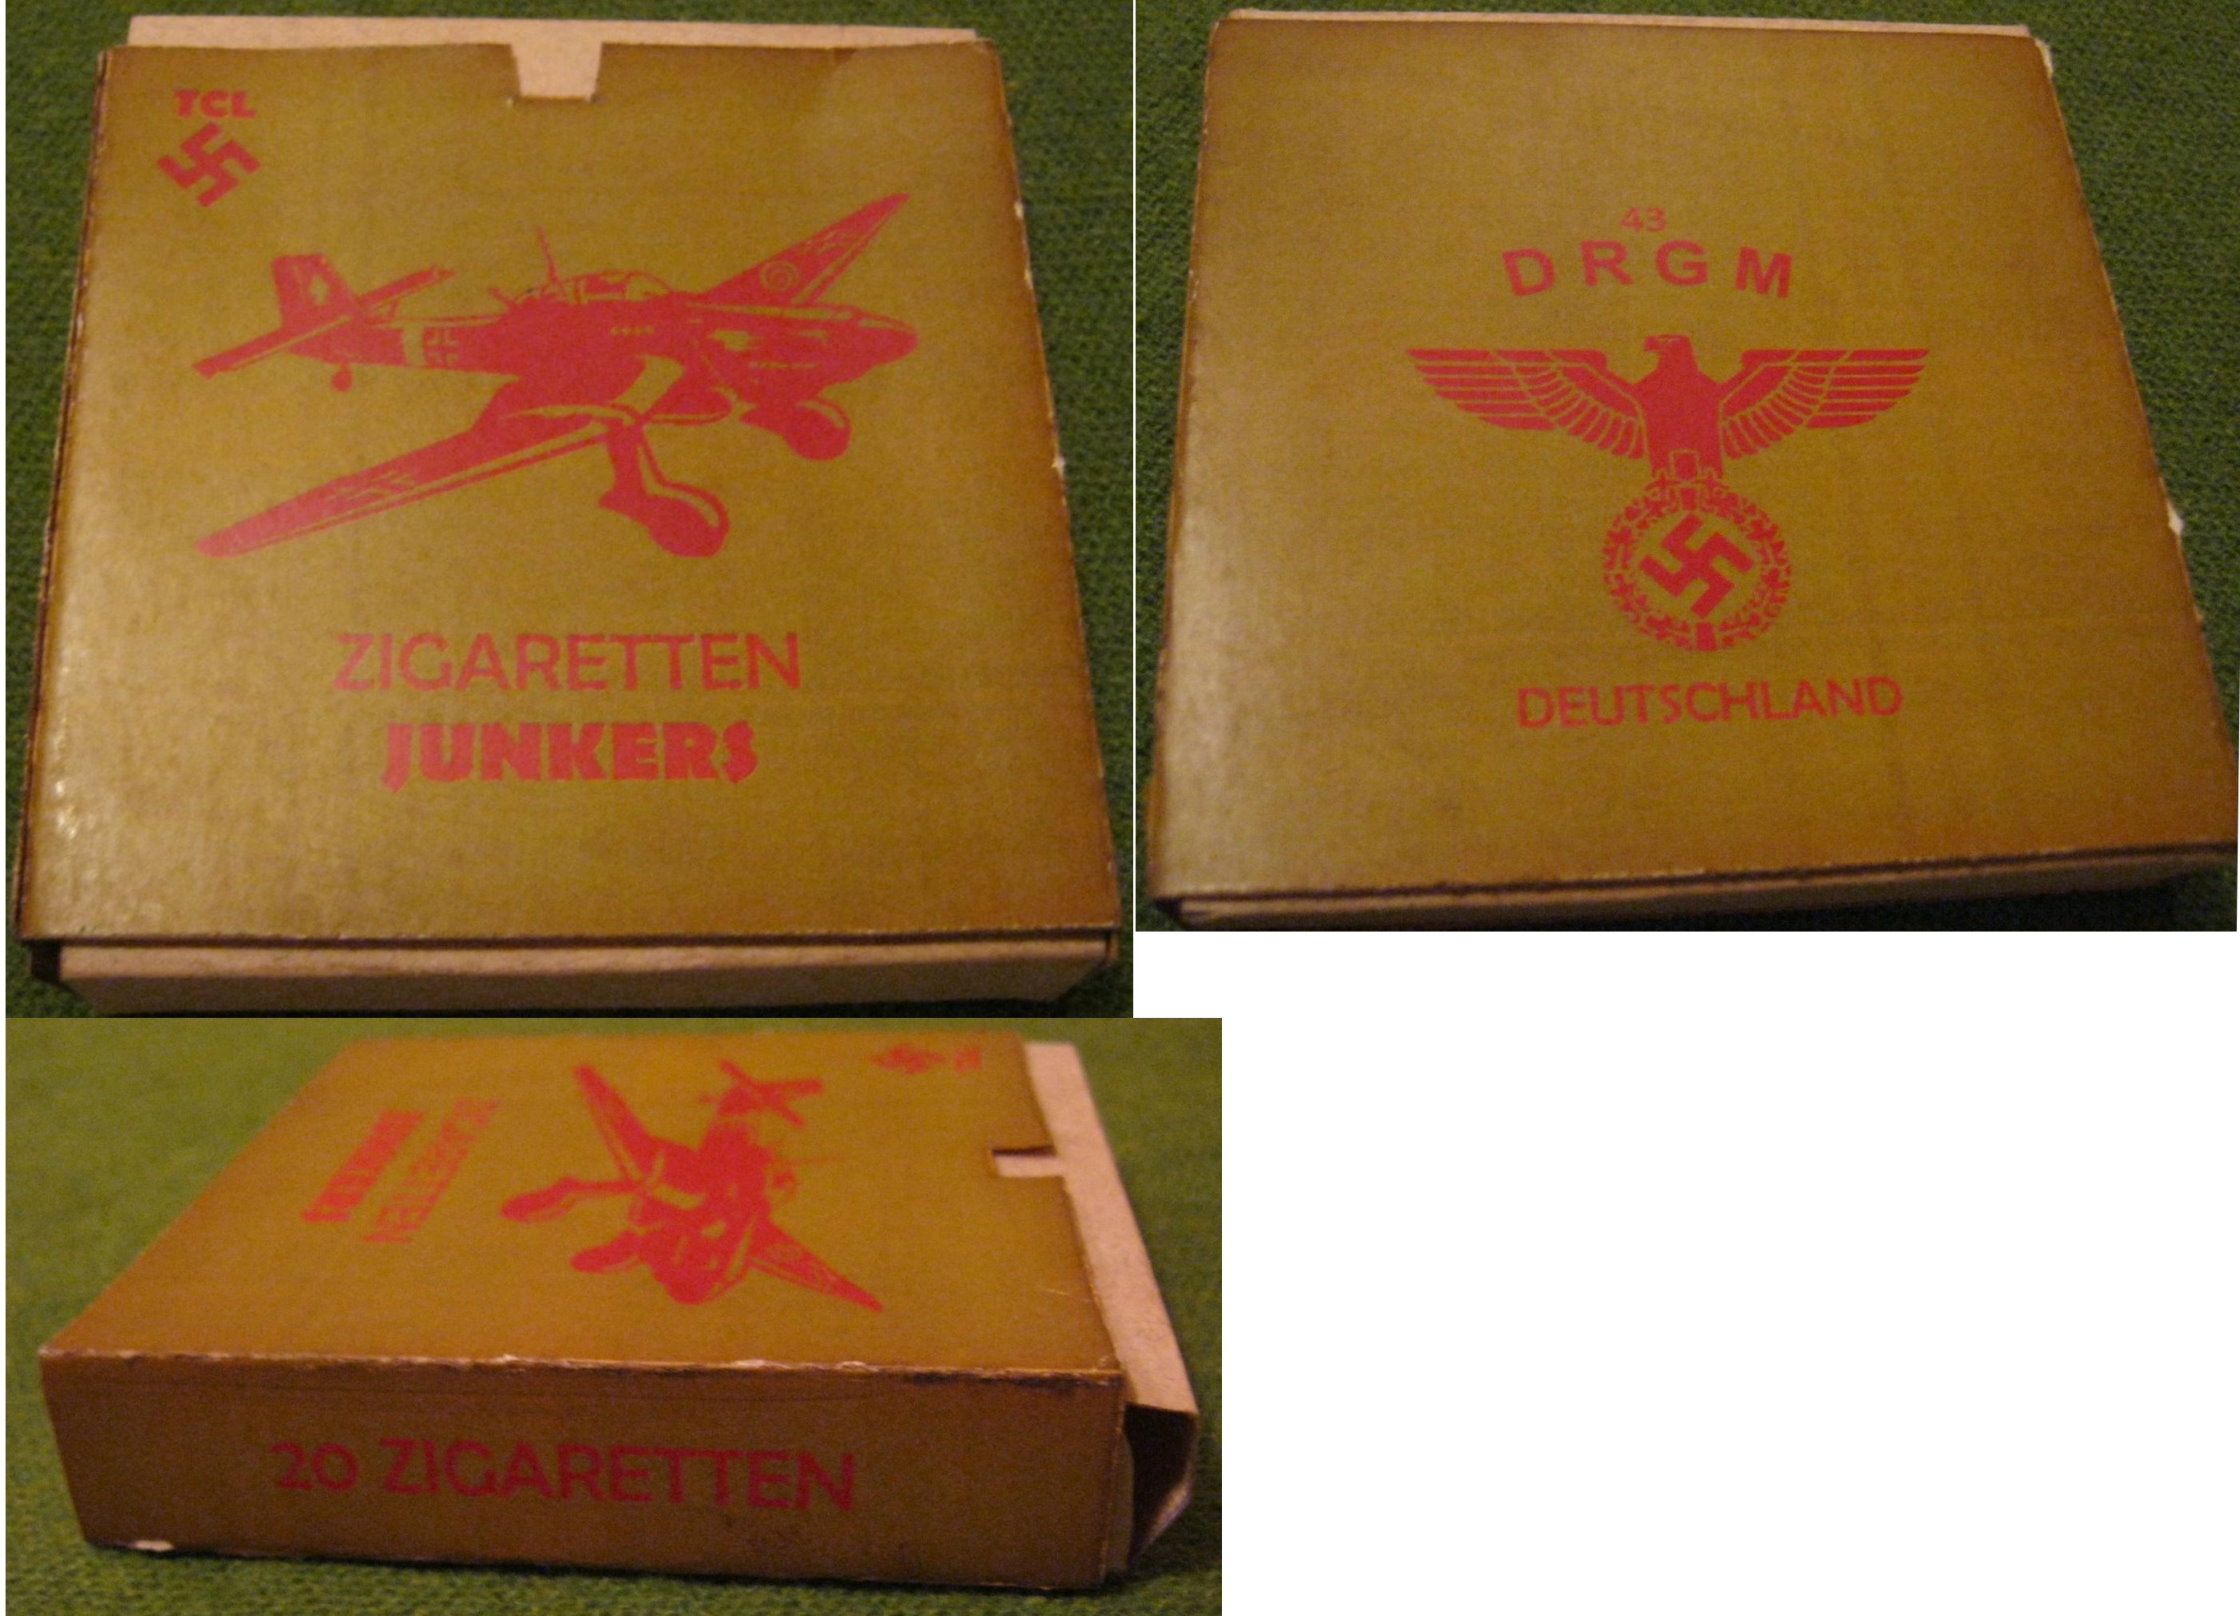 TCL
ZIGARETTEN
JUNKERS
43
DRGM
DEUTSCHLAND
20 ZIGARETTEN